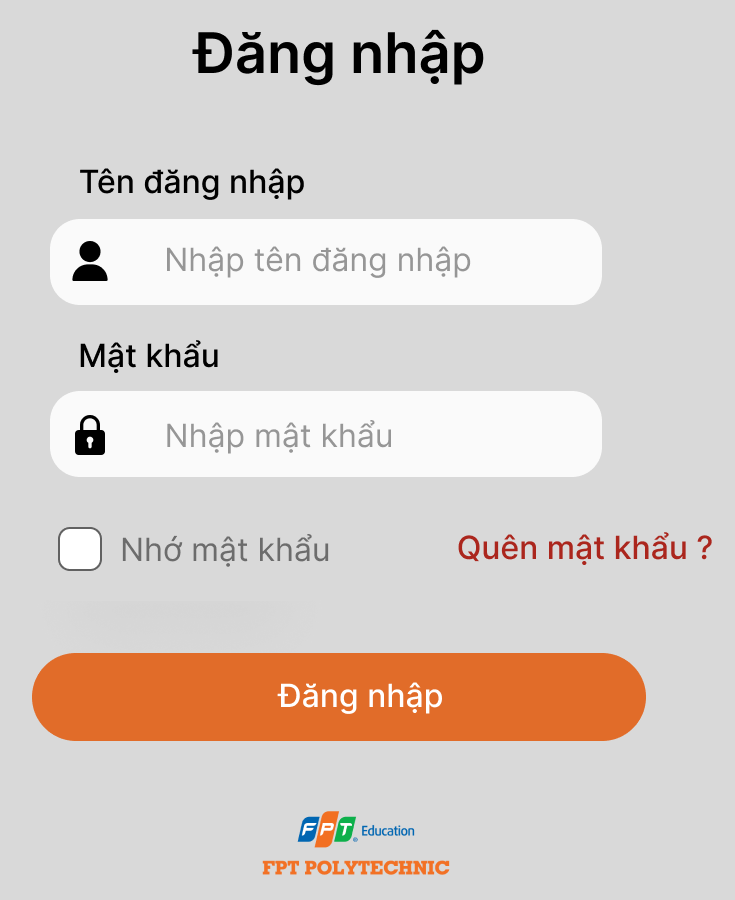 Đăng nhập
Tên đăng nhập
Nhập tên đăng nhập
Mật khẩu
Nhập mật khẩu
Nhớ mật khẩu Quên mật khẩu ?
Đăng nhập
FPT® Education
FPT POLYTECHNIC